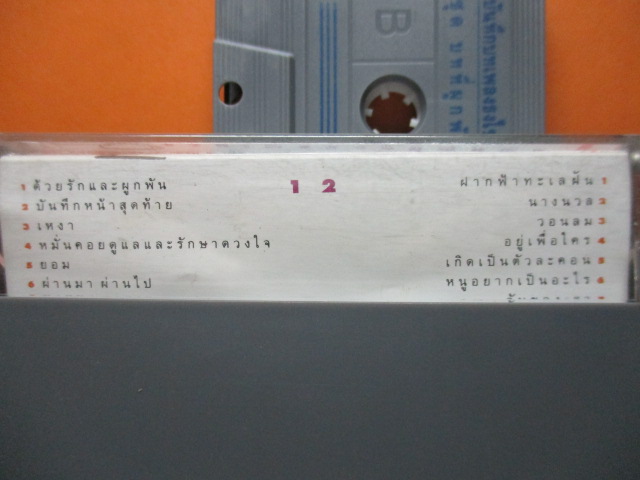 B
1 2
1 ด้วยรักและผูกพัน
2 บันทึกหน้าสุดท้าย
3 เหงา
4 หมั่นคอยดูแลและรักษาดวงใจ
5 ยอม
6 ผ่านมา ผ่านไป
ฝากฟ้าทะเลฝัน 1
นางนวล 2
วอนลม 3
อยู่เพื่อใคร 4
เกิดเป็นตัวละคอน 5
หนูอยากเป็นอะไร 6